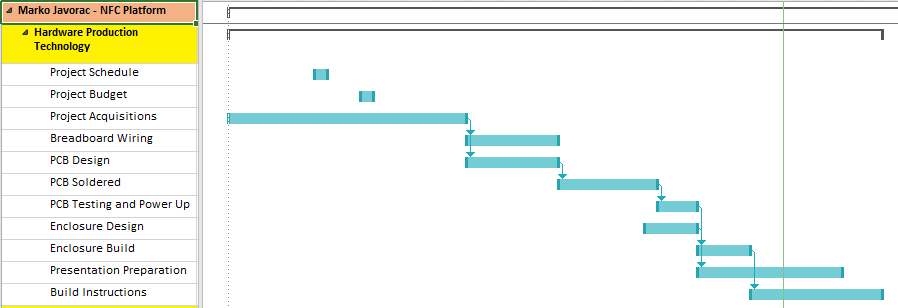 Marko Javorac - NFC Platform
Hardware Production
Technology
Project Schedule
Project Budget
Project Acquisitions
Breadboard Wiring
PCB Design
PCB Soldered
PCB Testing and Power Up
Enclosure Design
Enclosure Build
Presentation Preparation
Build Instructions